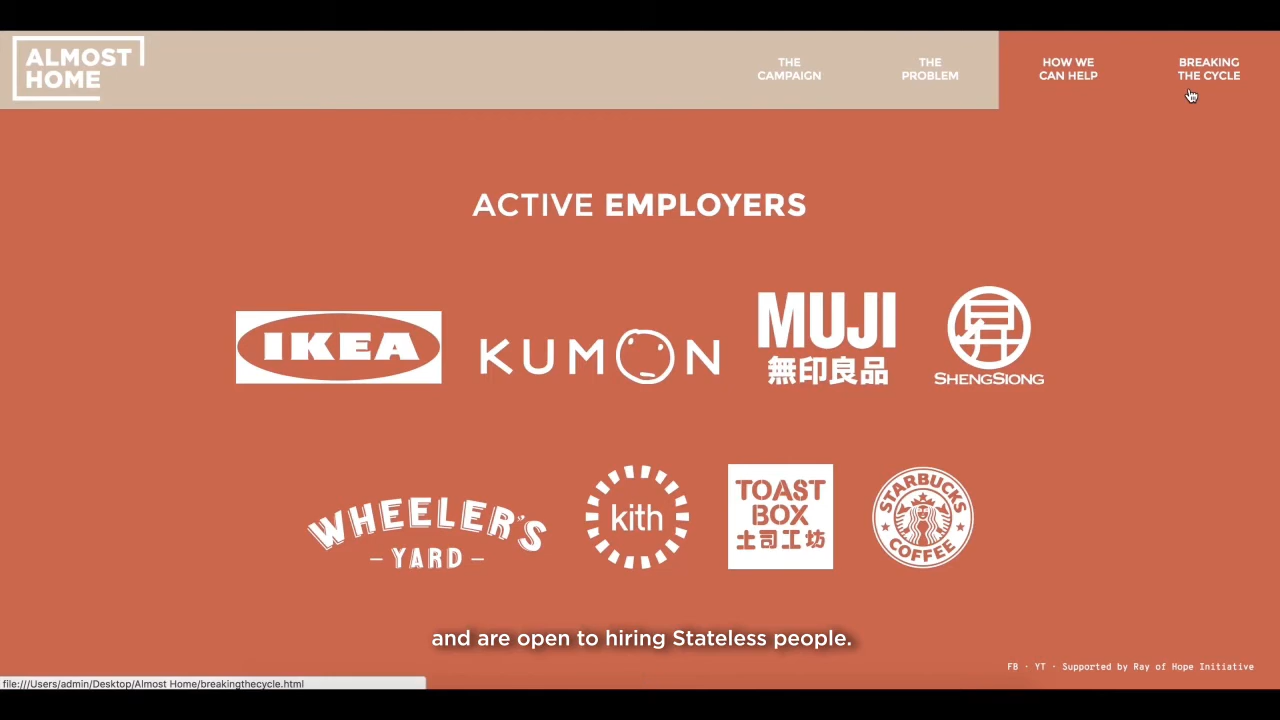 ALMOST
HOME
THE
CAMPAIGN
THE
PROBLEM
HOW WE
CAN HELP
BREAKING
THE CYCLE
ACTIVE EMPLOYERS
IKEA
KUMON
MUJI
無印良品
昇
SHENGSIONG
WHEELER'S
– YARD –
kith
TOAST
BOX
土司工坊
STARBUCKS
COFFEE
and are open to hiring Stateless people.
FB · YT · Supported by Ray of Hope Initiative
file:///Users/admin/Desktop/Almost Home/breakingthecycle.html